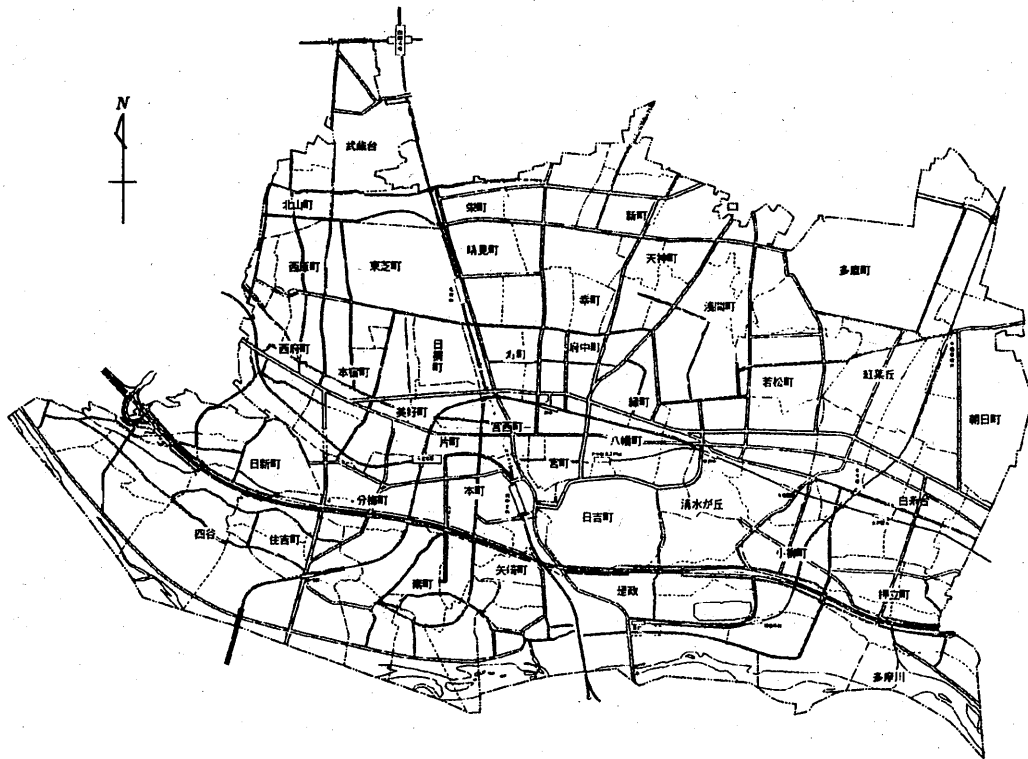 N
武蔵台
北山町
栄町
新町
西原町
東芝町
晴見町
天神町
多磨町
幸町
浅間町
西府町
本宿町
日鋼町
府中町
若松町
紅葉丘
美好町
緑町
朝日町
片町
宮西町
八幡町
日新町
宮町
分梅町
本町
日吉町
清水が丘
白糸台
四谷
住吉町
小柳町
矢崎町
南町
是政
押立町
多摩川